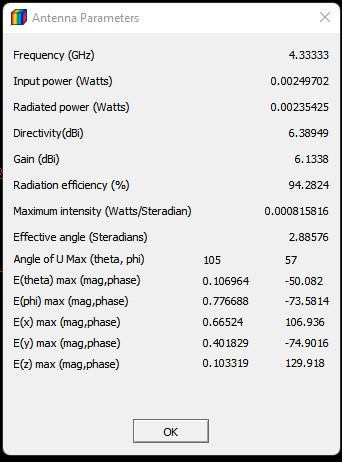 Antenna Parameters
Frequency (GHz) 4.33333
Input power (Watts) 0.00249702
Radiated power (Watts) 0.00235425
Directivity(dBi) 6.38949
Gain (dBi) 6.1338
Radiation efficiency (%) 94.2824
Maximum intensity (Watts/Steradian) 0.000815816
Effective angle (Steradians) 2.88576
Angle of U Max (theta, phi) 105 57
E(theta) max (mag,phase) 0.106964 -50.082
E(phi) max (mag,phase) 0.776688 -73.5814
E(x) max (mag,phase) 0.66524 106.936
E(y) max (mag,phase) 0.401829 -74.9016
E(z) max (mag,phase) 0.103319 129.918
OK